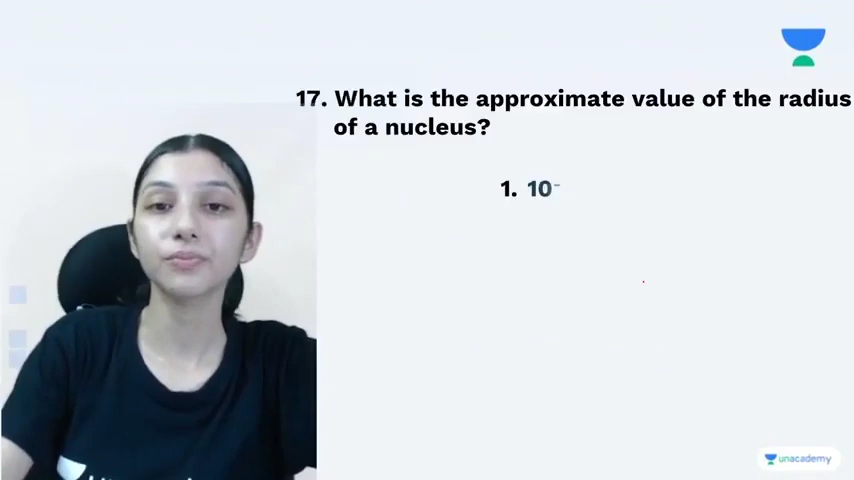 17. What is the approximate value of the radius
of a nucleus?
1. 10⁻
unacademy